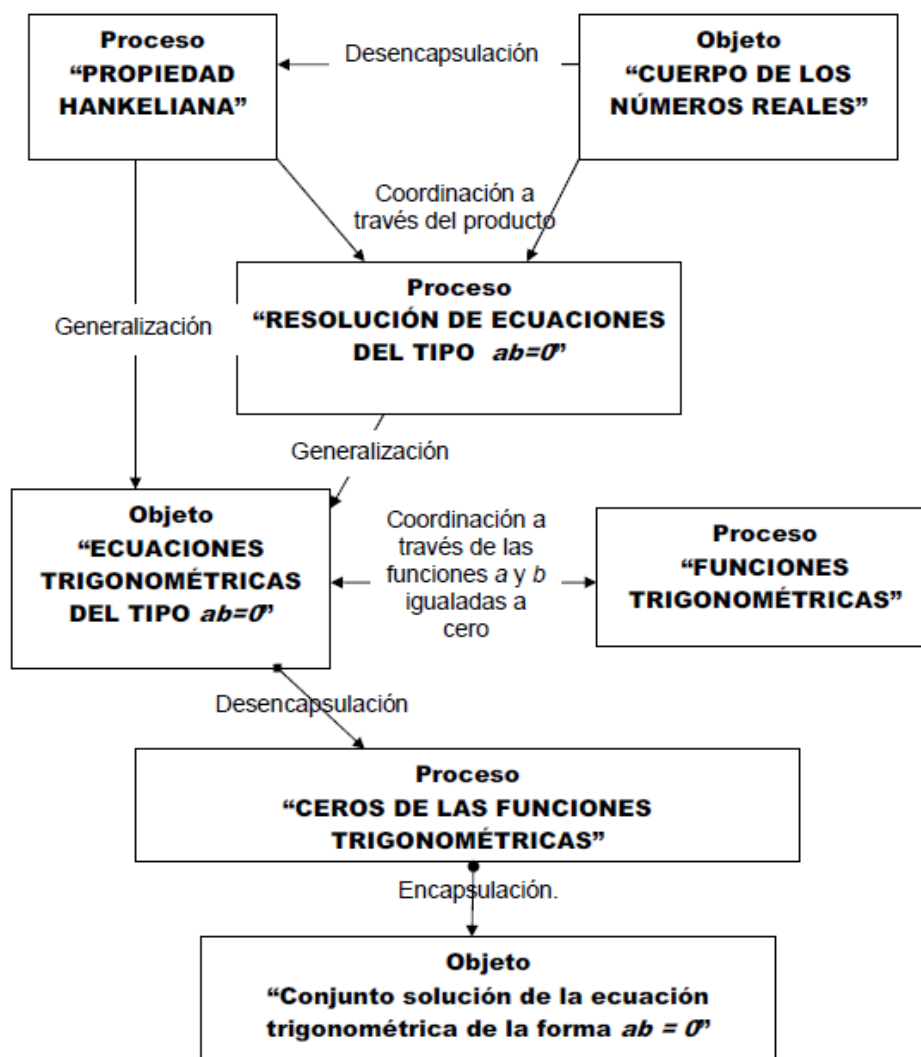 Proceso
“PROPIEDAD
HANKELIANA”
Desencapsulación
Objeto
“CUERPO DE LOS
NÚMEROS REALES”
Coordinación a
través del producto
Proceso
“RESOLUCIÓN DE ECUACIONES
DEL TIPO ab=0”
Generalización
Generalización
Objeto
“ECUACIONES
TRIGONOMÉTRICAS
DEL TIPO ab=0”
Coordinación a
través de las
funciones a y b
igualadas a
cero
Proceso
“FUNCIONES
TRIGONOMÉTRICAS”
Desencapsulación
Proceso
“CEROS DE LAS FUNCIONES
TRIGONOMÉTRICAS”
Encapsulación.
Objeto
“Conjunto solución de la ecuación
trigonométrica de la forma ab = 0”